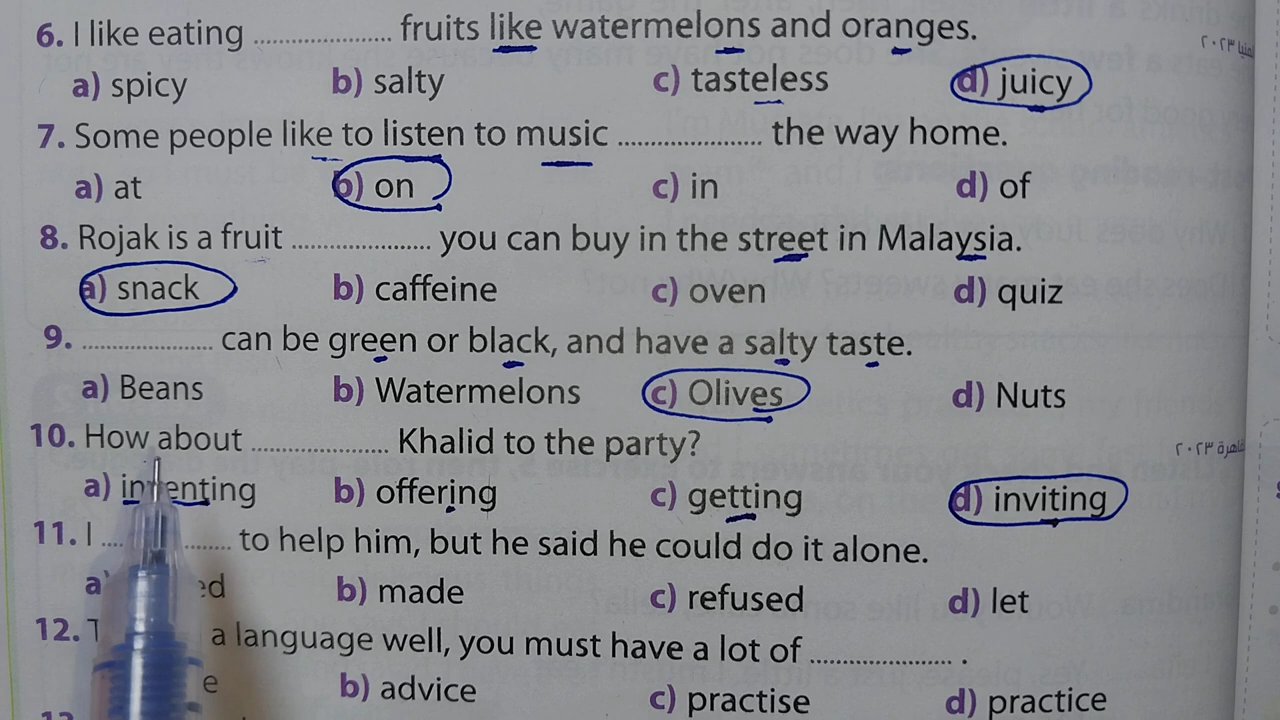 6. I like eating .................... fruits like watermelons and oranges.
a) spicy b) salty c) tasteless d) juicy
7. Some people like to listen to music .................... the way home.
a) at b) on c) in d) of
8. Rojak is a fruit .................... you can buy in the street in Malaysia.
a) snack b) caffeine c) oven d) quiz
9. .................... can be green or black, and have a salty taste.
a) Beans b) Watermelons c) Olives d) Nuts
10. How about .................... Khalid to the party?
a) inventing b) offering c) getting d) inviting
11. I .................... to help him, but he said he could do it alone.
b) made c) refused d) let
12. a language well, you must have a lot of .................... .
b) advice c) practise d) practice